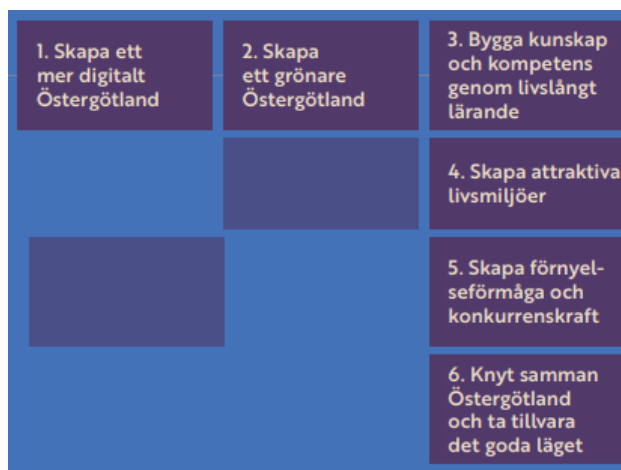 1. Skapa ett
mer digitalt
Östergötland
2. Skapa
ett grönare
Östergötland
3. Bygga kunskap
och kompetens
genom livslångt
lärande
4. Skapa attraktiva
livsmiljöer
5. Skapa förnyel-
seförmåga och
konkurrenskraft
6. Knyt samman
Östergötland
och ta tillvara
det goda läget